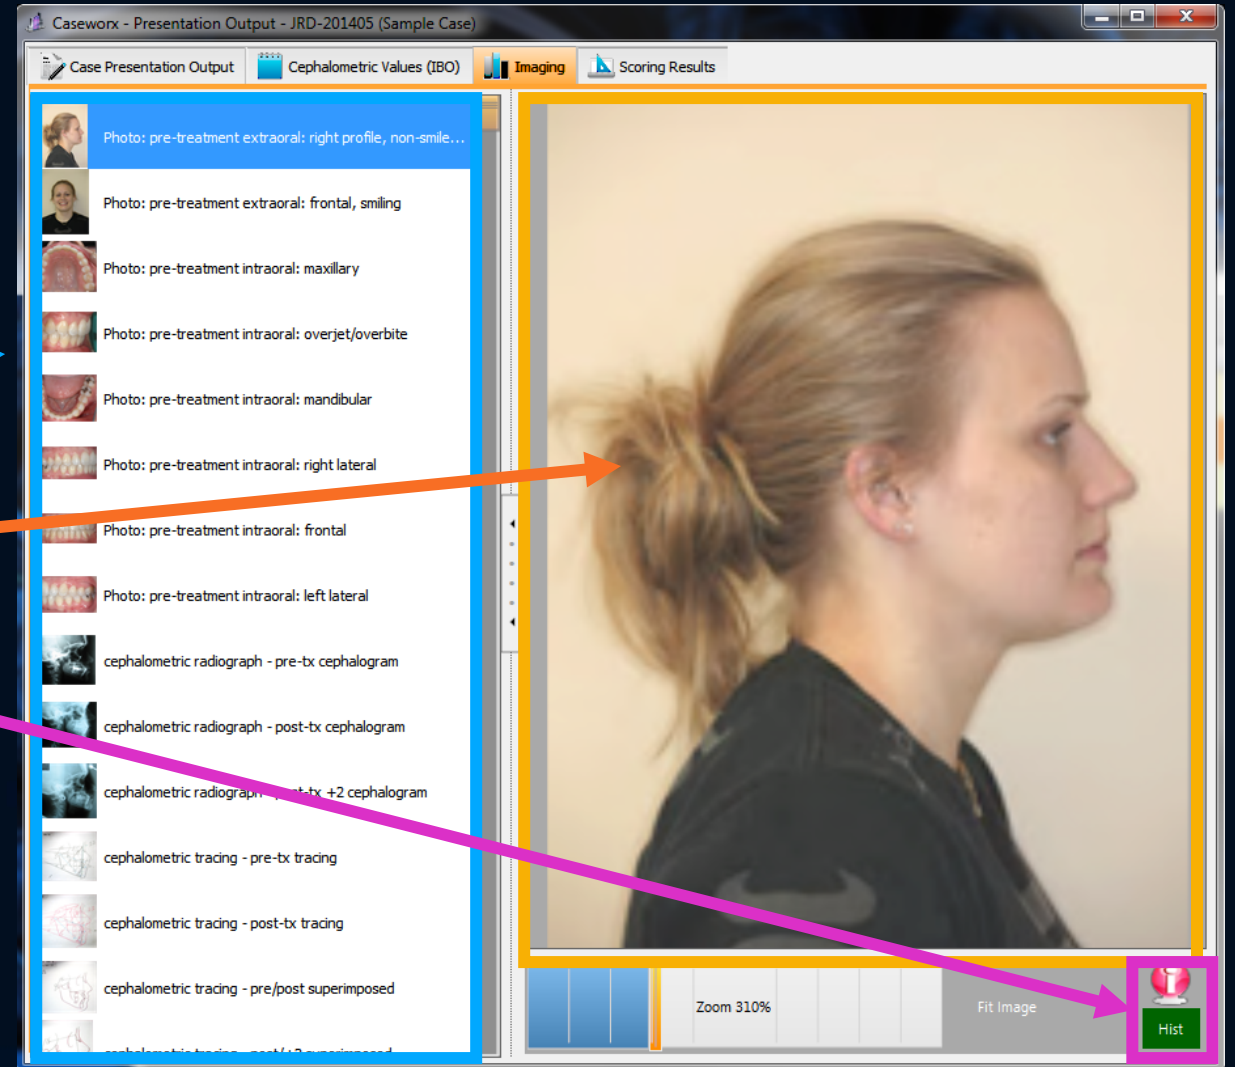 Caseworx - Presentation Output - JRD-201405 (Sample Case)
Case Presentation Output
Cephalometric Values (IBO)
Imaging
Scoring Results
Photo: pre-treatment extraoral: right profile, non-smile...
Photo: pre-treatment extraoral: frontal, smiling
Photo: pre-treatment intraoral: maxillary
Photo: pre-treatment intraoral: overjet/overbite
Photo: pre-treatment intraoral: mandibular
Photo: pre-treatment intraoral: right lateral
Photo: pre-treatment intraoral: frontal
Photo: pre-treatment intraoral: left lateral
cephalometric radiograph - pre-tx cephalogram
cephalometric radiograph - post-tx cephalogram
cephalometric radiograph - post-tx +2 cephalogram
cephalometric tracing - pre-tx tracing
cephalometric tracing - post-tx tracing
cephalometric tracing - pre/post superimposed
Zoom 310%
Fit Image
Hist